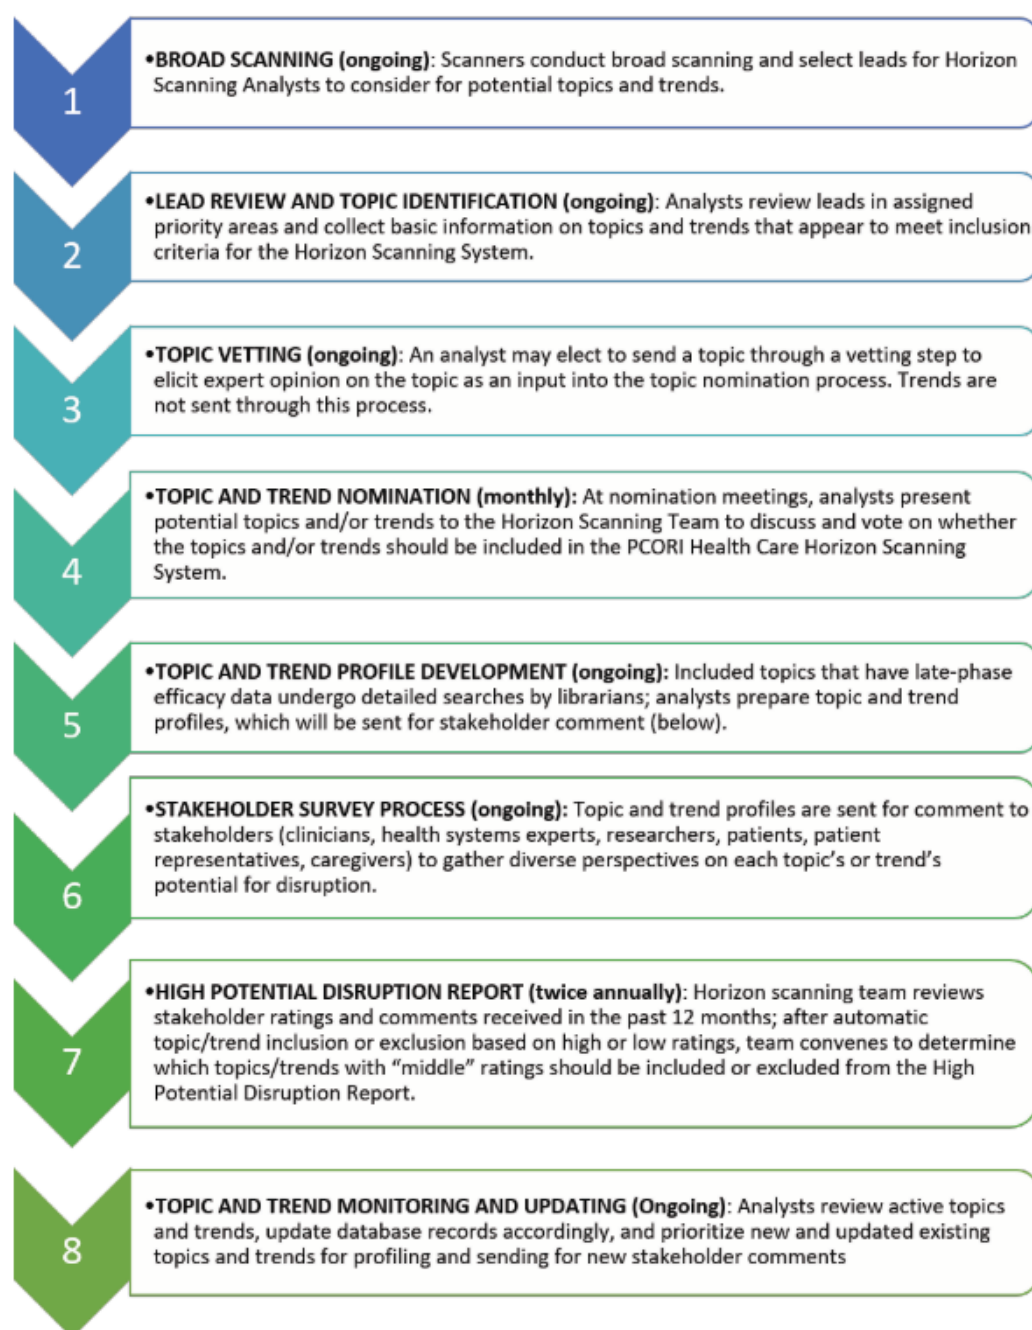 1
•BROAD SCANNING (ongoing): Scanners conduct broad scanning and select leads for Horizon
Scanning Analysts to consider for potential topics and trends.
2
•LEAD REVIEW AND TOPIC IDENTIFICATION (ongoing): Analysts review leads in assigned
priority areas and collect basic information on topics and trends that appear to meet inclusion
criteria for the Horizon Scanning System.
3
•TOPIC VETTING (ongoing): An analyst may elect to send a topic through a vetting step to
elicit expert opinion on the topic as an input into the topic nomination process. Trends are
not sent through this process.
4
•TOPIC AND TREND NOMINATION (monthly): At nomination meetings, analysts present
potential topics and/or trends to the Horizon Scanning Team to discuss and vote on whether
the topics and/or trends should be included in the PCORI Health Care Horizon Scanning
System.
5
•TOPIC AND TREND PROFILE DEVELOPMENT (ongoing): Included topics that have late-phase
efficacy data undergo detailed searches by librarians; analysts prepare topic and trend
profiles, which will be sent for stakeholder comment (below).
6
•STAKEHOLDER SURVEY PROCESS (ongoing): Topic and trend profiles are sent for comment to
stakeholders (clinicians, health systems experts, researchers, patients, patient
representatives, caregivers) to gather diverse perspectives on each topic's or trend's
potential for disruption.
7
•HIGH POTENTIAL DISRUPTION REPORT (twice annually): Horizon scanning team reviews
stakeholder ratings and comments received in the past 12 months; after automatic
topic/trend inclusion or exclusion based on high or low ratings, team convenes to determine
which topics/trends with “middle” ratings should be included or excluded from the High
Potential Disruption Report.
8
•TOPIC AND TREND MONITORING AND UPDATING (Ongoing): Analysts review active topics
and trends, update database records accordingly, and prioritize new and updated existing
topics and trends for profiling and sending for new stakeholder comments